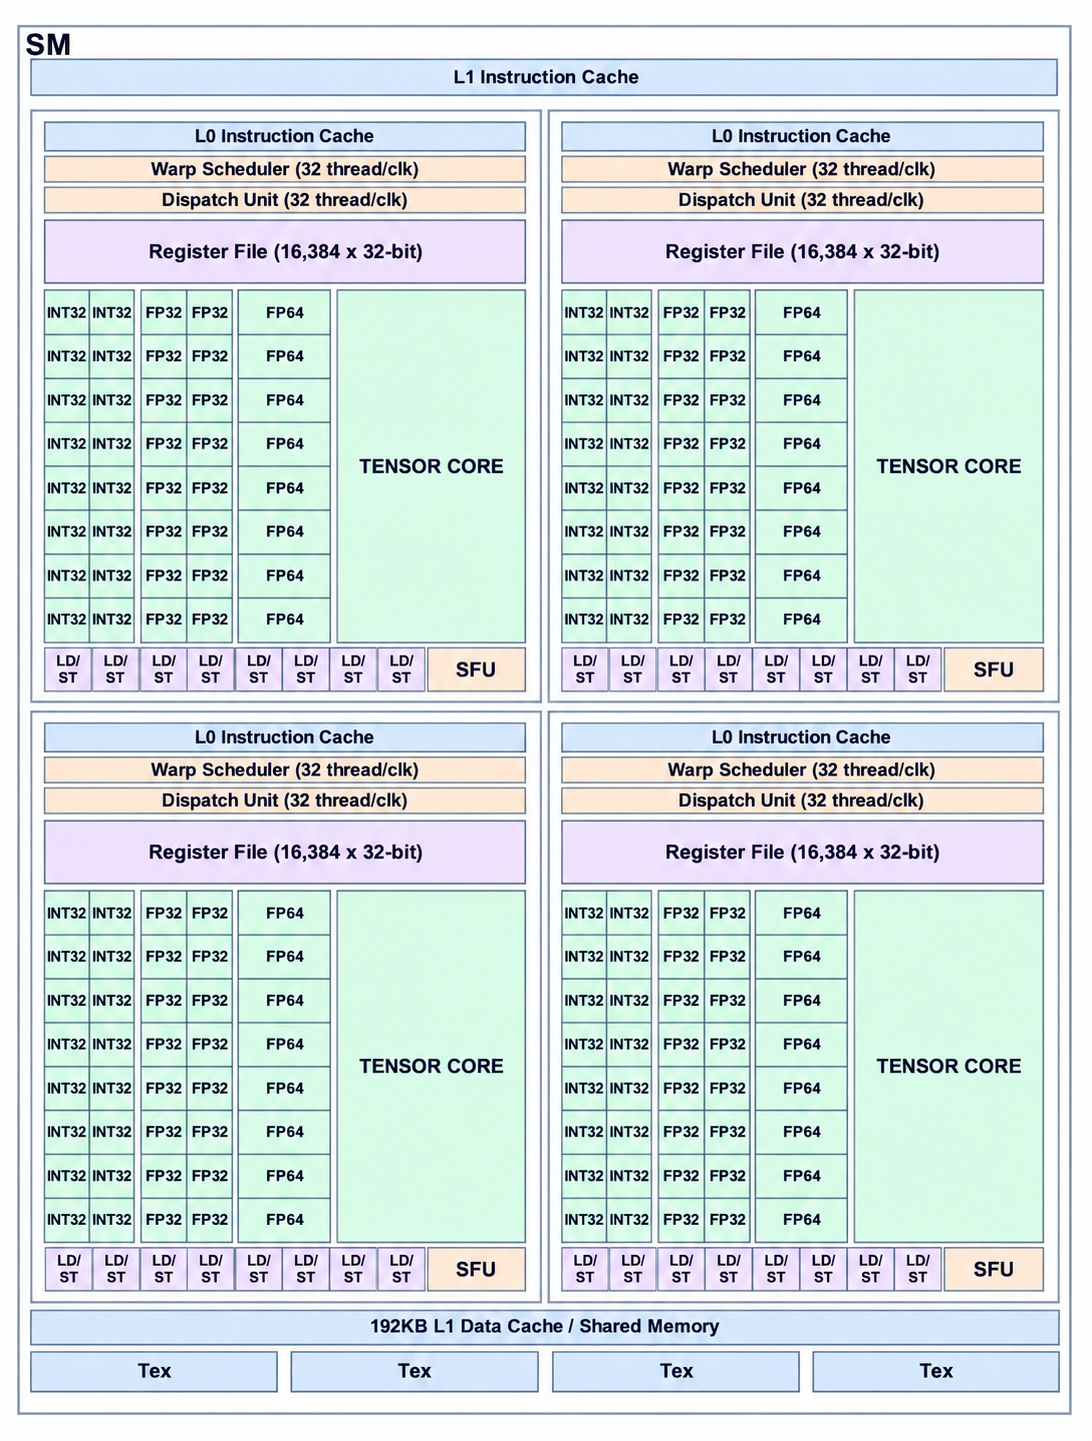 SM
L1 Instruction Cache
L0 Instruction Cache
Warp Scheduler (32 thread/clk)
Dispatch Unit (32 thread/clk)
Register File (16,384 x 32-bit)
INT32 INT32 FP32 FP32 FP64
INT32 INT32 FP32 FP32 FP64
INT32 INT32 FP32 FP32 FP64
INT32 INT32 FP32 FP32 FP64
TENSOR CORE
INT32 INT32 FP32 FP32 FP64
INT32 INT32 FP32 FP32 FP64
INT32 INT32 FP32 FP32 FP64
INT32 INT32 FP32 FP32 FP64
LD/ LD/ LD/ LD/ LD/ LD/ LD/ LD/
ST ST ST ST ST ST ST ST
SFU
L0 Instruction Cache
Warp Scheduler (32 thread/clk)
Dispatch Unit (32 thread/clk)
Register File (16,384 x 32-bit)
INT32 INT32 FP32 FP32 FP64
INT32 INT32 FP32 FP32 FP64
INT32 INT32 FP32 FP32 FP64
INT32 INT32 FP32 FP32 FP64
TENSOR CORE
INT32 INT32 FP32 FP32 FP64
INT32 INT32 FP32 FP32 FP64
INT32 INT32 FP32 FP32 FP64
INT32 INT32 FP32 FP32 FP64
LD/ LD/ LD/ LD/ LD/ LD/ LD/ LD/
ST ST ST ST ST ST ST ST
SFU
L0 Instruction Cache
Warp Scheduler (32 thread/clk)
Dispatch Unit (32 thread/clk)
Register File (16,384 x 32-bit)
INT32 INT32 FP32 FP32 FP64
INT32 INT32 FP32 FP32 FP64
INT32 INT32 FP32 FP32 FP64
INT32 INT32 FP32 FP32 FP64
TENSOR CORE
INT32 INT32 FP32 FP32 FP64
INT32 INT32 FP32 FP32 FP64
INT32 INT32 FP32 FP32 FP64
INT32 INT32 FP32 FP32 FP64
LD/ LD/ LD/ LD/ LD/ LD/ LD/ LD/
ST ST ST ST ST ST ST ST
SFU
L0 Instruction Cache
Warp Scheduler (32 thread/clk)
Dispatch Unit (32 thread/clk)
Register File (16,384 x 32-bit)
INT32 INT32 FP32 FP32 FP64
INT32 INT32 FP32 FP32 FP64
INT32 INT32 FP32 FP32 FP64
INT32 INT32 FP32 FP32 FP64
TENSOR CORE
INT32 INT32 FP32 FP32 FP64
INT32 INT32 FP32 FP32 FP64
INT32 INT32 FP32 FP32 FP64
INT32 INT32 FP32 FP32 FP64
LD/ LD/ LD/ LD/ LD/ LD/ LD/ LD/
ST ST ST ST ST ST ST ST
SFU
192KB L1 Data Cache / Shared Memory
Tex Tex Tex Tex